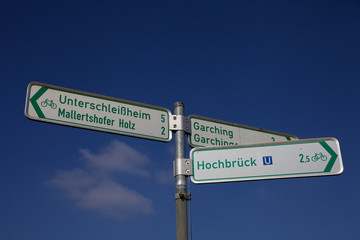 Unterschleißheim 5
Mallertshofer Holz 2
Garching
Garching
Hochbrück U 2,5